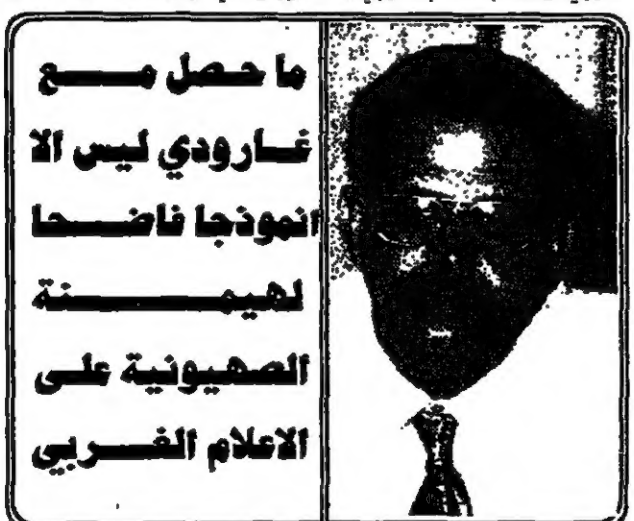 ما حصل مع
غارودي ليس الا
انموذجا فاضحا
لهيمنة
الصهيونية على
الاعلام الغربي